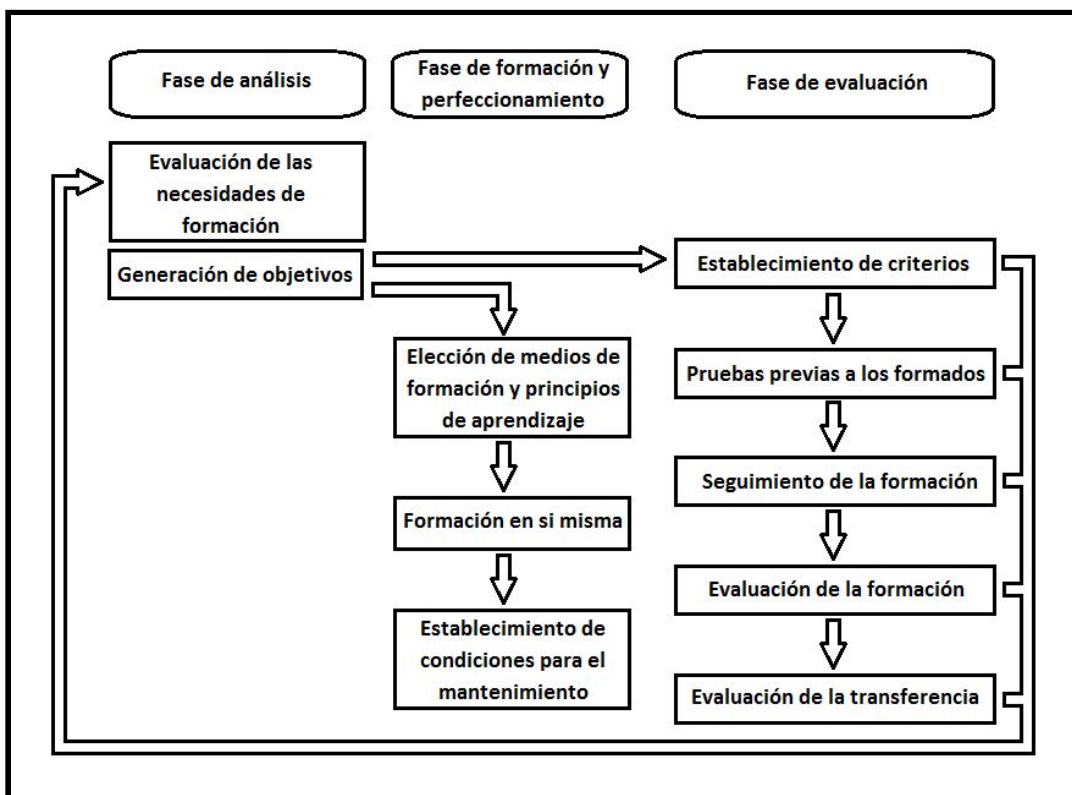 Fase de análisis
Fase de formación y
perfeccionamiento
Fase de evaluación
Evaluación de las
necesidades de
formación
Generación de objetivos
Elección de medios de
formación y principios
de aprendizaje
Formación en si misma
Establecimiento de
condiciones para el
mantenimiento
Establecimiento de criterios
Pruebas previas a los formados
Seguimiento de la formación
Evaluación de la formación
Evaluación de la transferencia